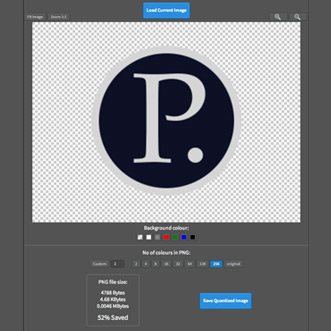 Load Current Image
Fit Image Zoom 1:1
P.
Background colour:
No of colours in PNG:
Custom 2 2 4 8 16 32 64 128 256 original
PNG file size:
4788 Bytes
4.68 KBytes
0.0046 MBytes
52% Saved
Save Quantized Image